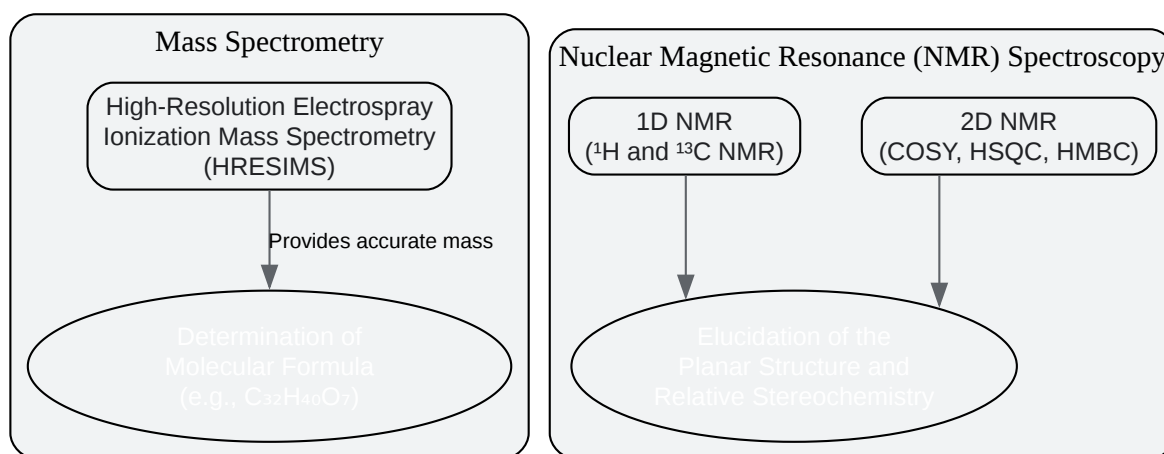 Mass Spectrometry
High-Resolution Electrospray
Ionization Mass Spectrometry
(HRESIMS)
Provides accurate mass
Determination of
Molecular Formula
(e.g., C₃₂H₄₀O₇)
Nuclear Magnetic Resonance (NMR) Spectroscopy
1D NMR
(¹H and ¹³C NMR)
2D NMR
(COSY, HSQC, HMBC)
Elucidation of the
Planar Structure and
Relative Stereochemistry